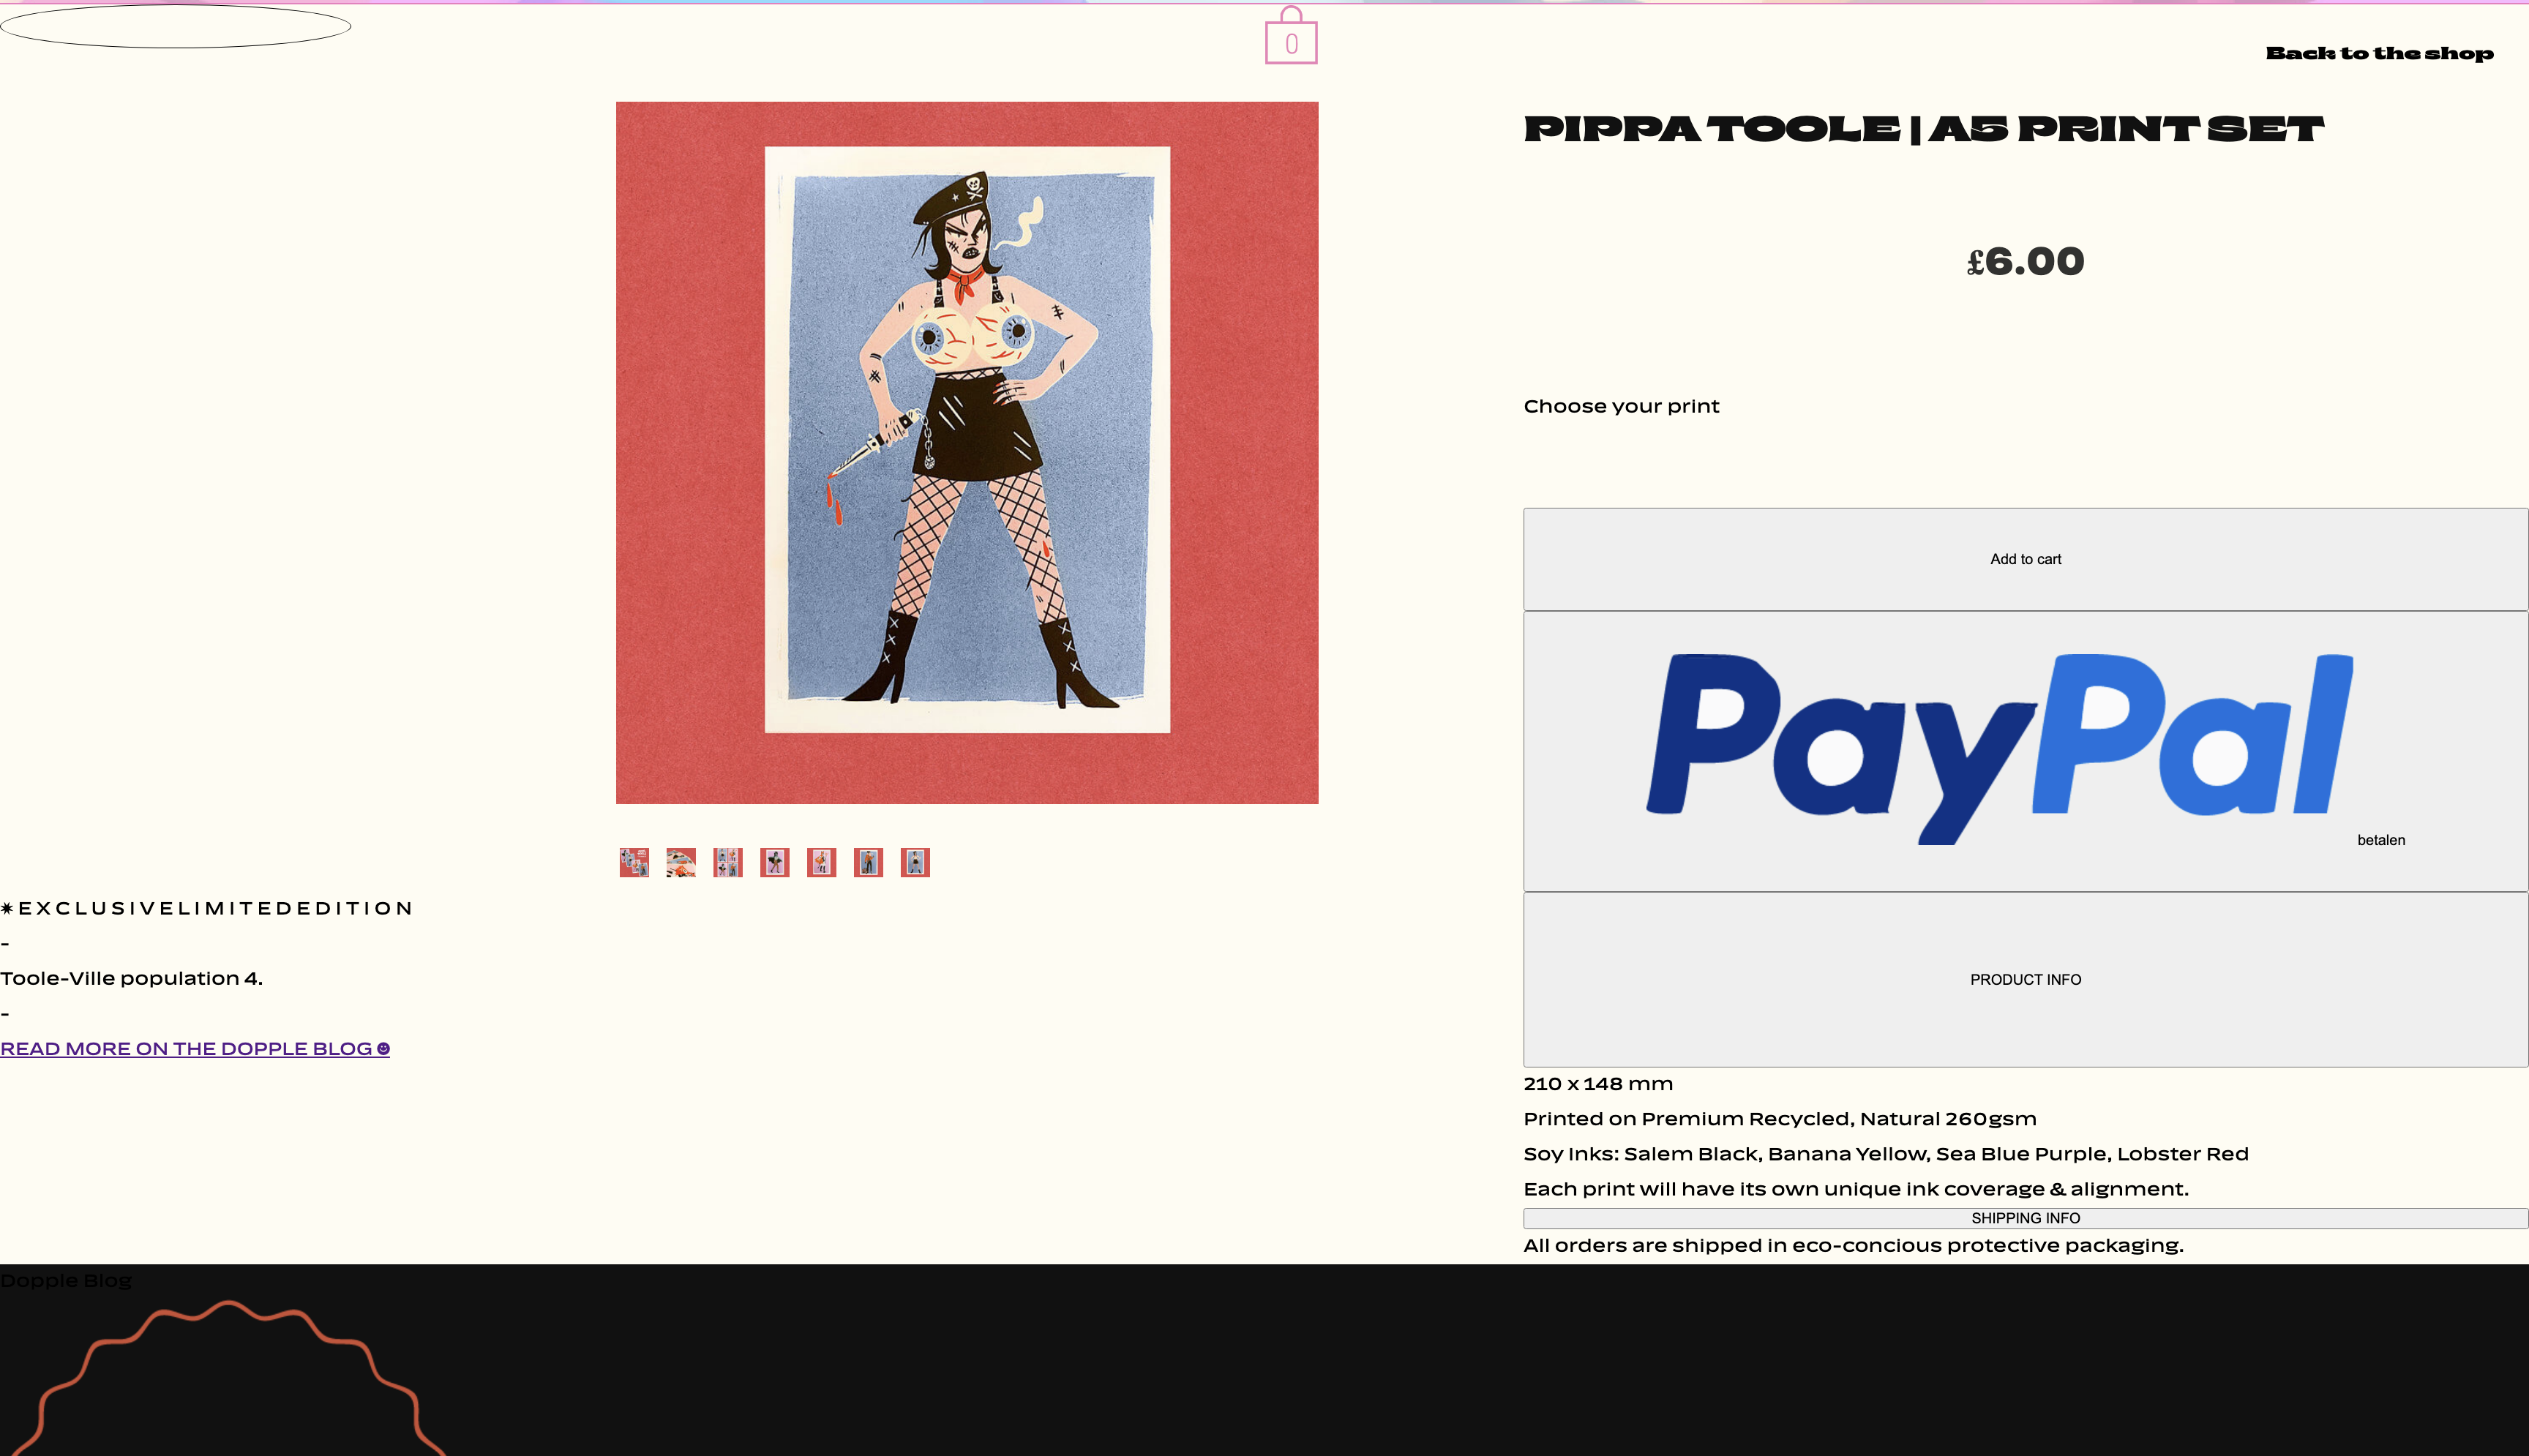 0
Back to the shop
PIPPA TOOLE | A5 PRINT SET
£6.00
Choose your print
Add to cart
PayPal betalen
PRODUCT INFO
210 x 148 mm
Printed on Premium Recycled, Natural 260gsm
Soy Inks: Salem Black, Banana Yellow, Sea Blue Purple, Lobster Red
Each print will have its own unique ink coverage & alignment.
SHIPPING INFO
All orders are shipped in eco-concious protective packaging.
✷ E X C L U S I V E L I M I T E D E D I T I O N
-
Toole-Ville population 4.
-
READ MORE ON THE DOPPLE BLOG ☻
Dopple Blog